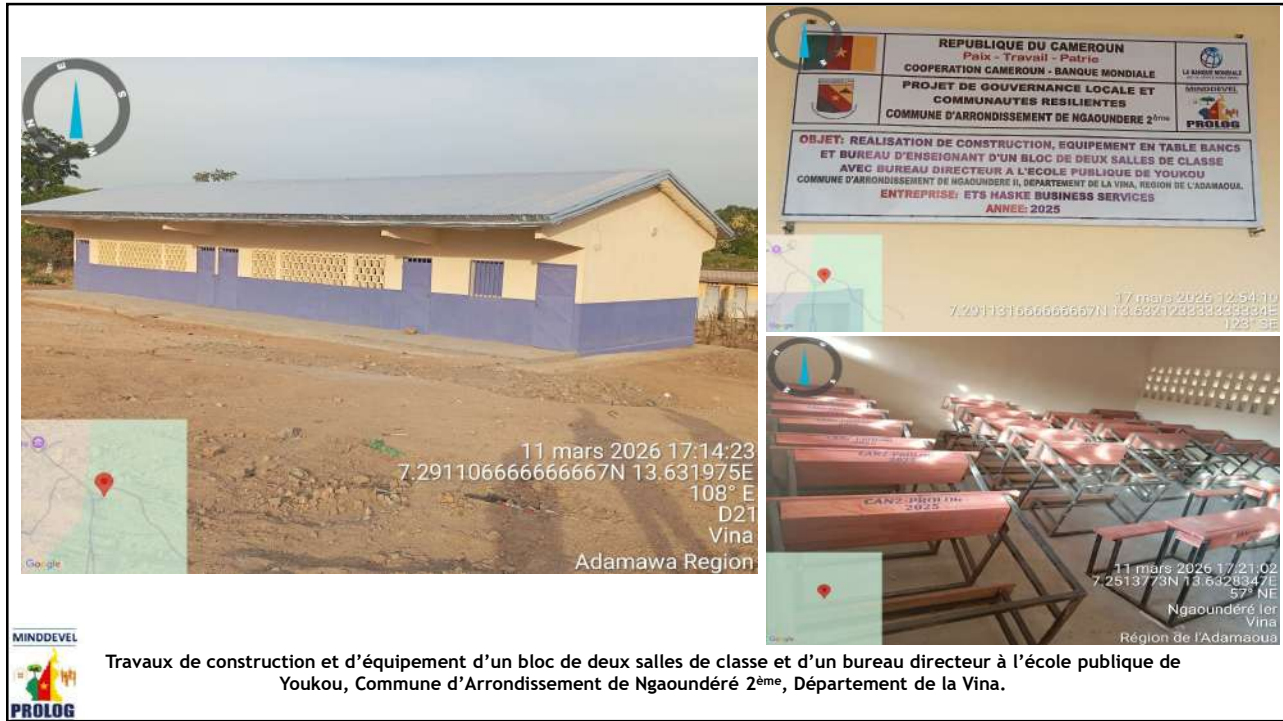 11 mars 2026 17:14:23
7.291106666666667N 13.631975E
108° E
D21
Vina
Adamawa Region
Google
REPUBLIQUE DU CAMEROUN
Paix - Travail - Patrie
COOPERATION CAMEROUN - BANQUE MONDIALE
LA BANQUE MONDIALE
PROJET DE GOUVERNANCE LOCALE ET
COMMUNAUTES RESILIENTES
COMMUNE D'ARRONDISSEMENT DE NGAOUNDERE 2ème
MINDDEVEL
PROLOG
OBJET: REALISATION DE CONSTRUCTION, EQUIPEMENT EN TABLE BANCS
ET BUREAU D'ENSEIGNANT D'UN BLOC DE DEUX SALLES DE CLASSE
AVEC BUREAU DIRECTEUR A L'ECOLE PUBLIQUE DE YOUKOU
COMMUNE D'ARRONDISSEMENT DE NGAOUNDERE II, DEPARTEMENT DE LA VINA, REGION DE L'ADAMAOUA.
ENTREPRISE: ETS HASKE BUSINESS SERVICES
ANNEE: 2025
17 mars 2026 12:54:10
123° SE
Google
CAN2-PROLOG
2025
11 mars 2026 17:21:02
7.2513773N 13.6328347E
57° NE
Ngaoundéré Ier
Vina
Région de l'Adamaoua
Google
MINDDEVEL
PROLOG
Travaux de construction et d'équipement d'un bloc de deux salles de classe et d'un bureau directeur à l'école publique de
Youkou, Commune d'Arrondissement de Ngaoundéré 2ème, Département de la Vina.